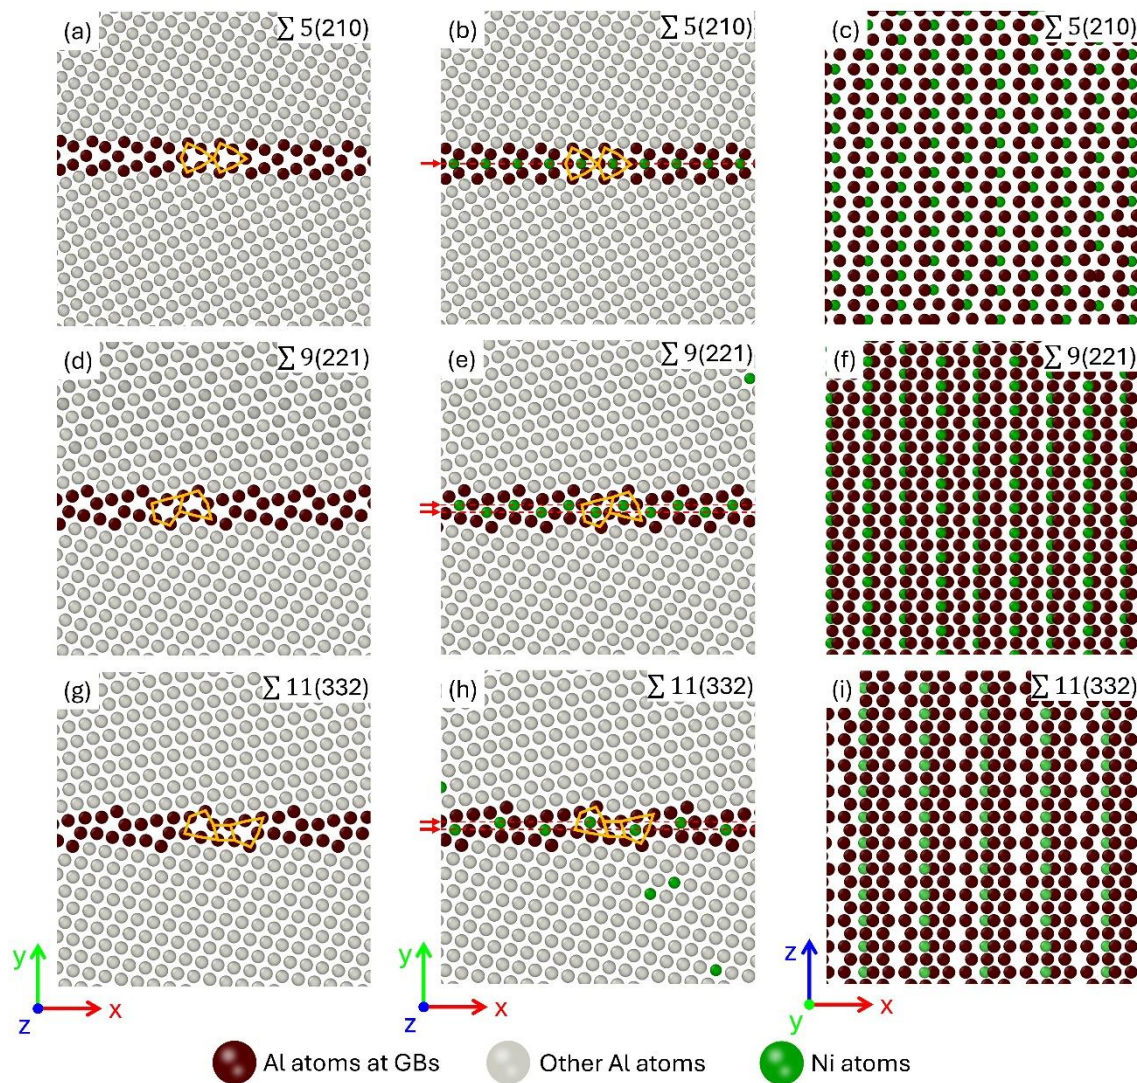 (a) ∑ 5(210)
(b) ∑ 5(210)
(c) ∑ 5(210)
(d) ∑ 9(221)
(e) ∑ 9(221)
(f) ∑ 9(221)
(g) ∑ 11(332)
(h) ∑ 11(332)
(i) ∑ 11(332)
y
z
x
y
z
x
z
y
x
Al atoms at GBs
Other Al atoms
Ni atoms